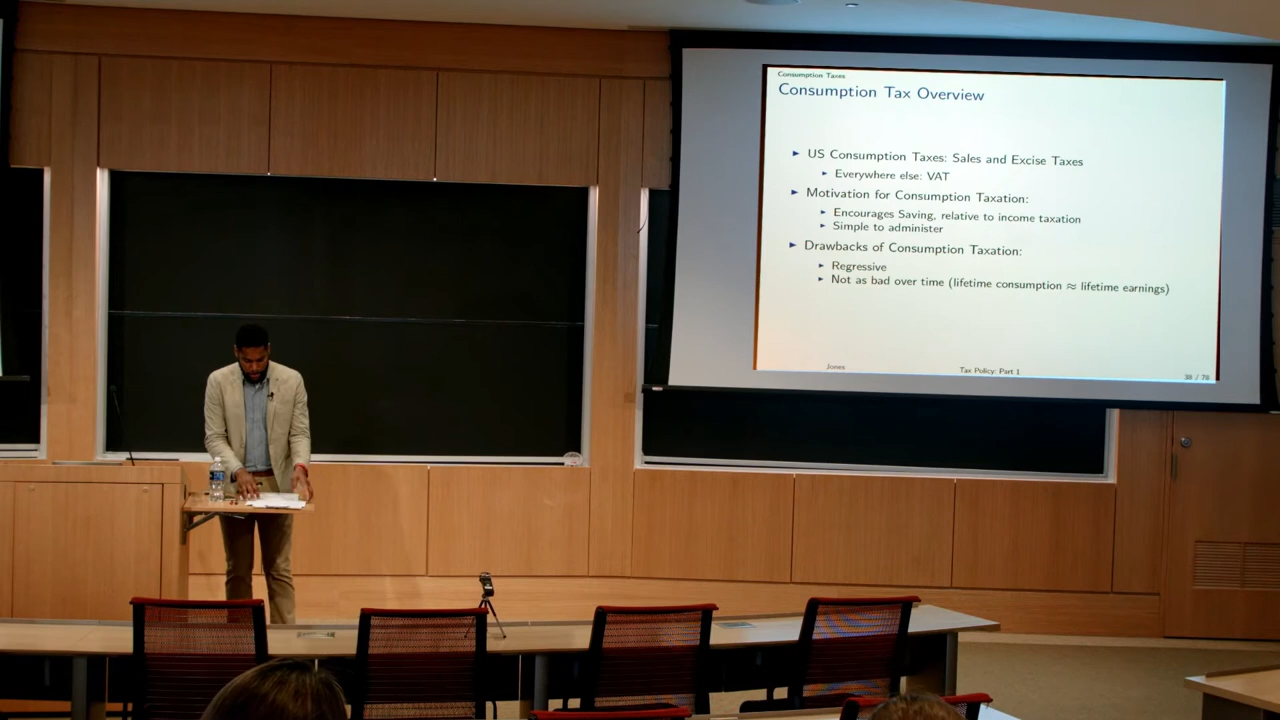 Consumption Taxes
Consumption Tax Overview
US Consumption Taxes: Sales and Excise Taxes
Everywhere else: VAT
Motivation for Consumption Taxation:
Encourages Saving, relative to income taxation
Simple to administer
Drawbacks of Consumption Taxation:
Regressive
Not as bad over time (lifetime consumption ≈ lifetime earnings)
Jones
Tax Policy: Part 1
38 / 78